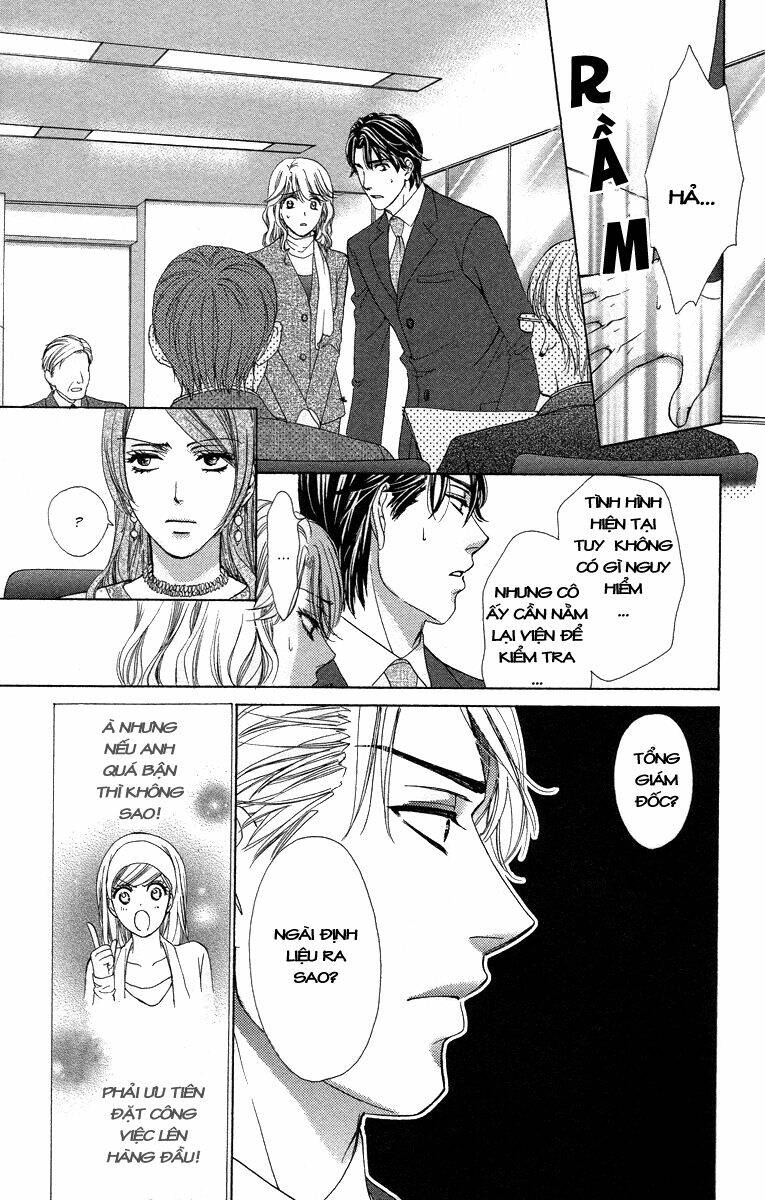 HẢ...
RẦM
TÌNH HÌNH
HIỆN TẠI
TUY KHÔNG
CÓ GÌ NGUY
HIỂM
...
NHƯNG CÔ
ẤY CẦN NẰM
LẠI VIỆN ĐỂ
KIỂM TRA
...
...
?
TỔNG
GIÁM
ĐỐC?
NGÀI ĐỊNH
LIỆU RA
SAO?
À NHƯNG
NẾU ANH
QUÁ BẬN
THÌ KHÔNG
SAO!
PHẢI ƯU TIÊN
ĐẶT CÔNG
VIỆC LÊN
HÀNG ĐẦU!